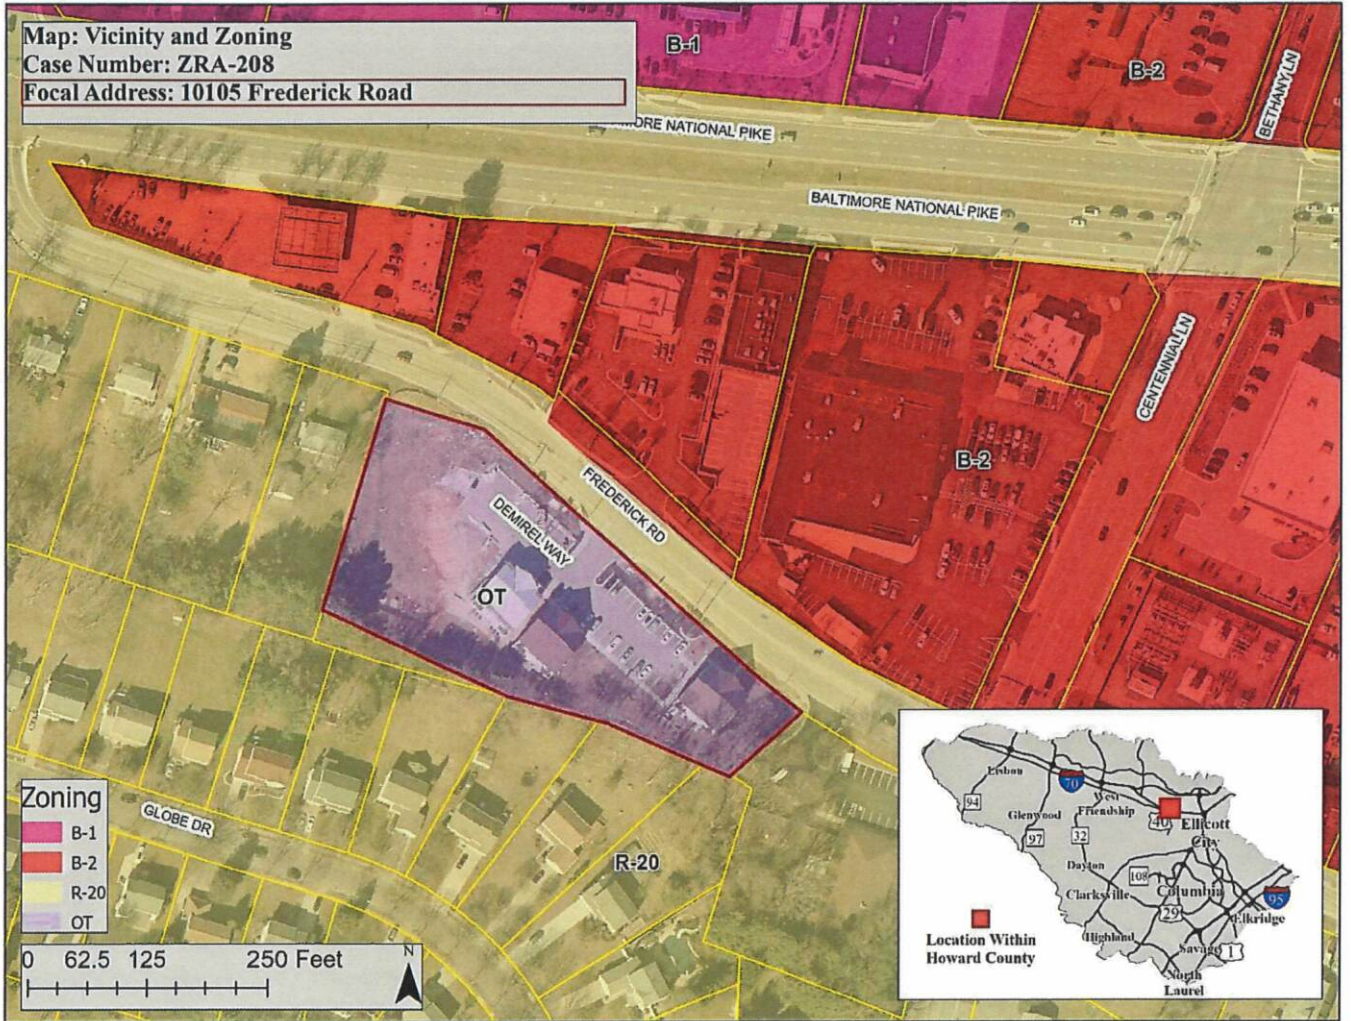 Map: Vicinity and Zoning
Case Number: ZRA-208
Focal Address: 10105 Frederick Road
B-1
B-2
BETHANY LN
MORE NATIONAL PIKE
BALTIMORE NATIONAL PIKE
CENTENNIAL LN
B-2
FREDERICK RD
DEMIREL WAY
OT
R-20
GLOBE DR
Zoning
B-1
B-2
R-20
OT
0 62.5 125 250 Feet
N
Lisbon
70
94
West
Friendship
Glenwood
40
Ellicott
City
97
32
Dayton
108
Clarksville
Columbia
29
95
Elkridge
Highland
Savage
1
North
Laurel
Location Within
Howard County